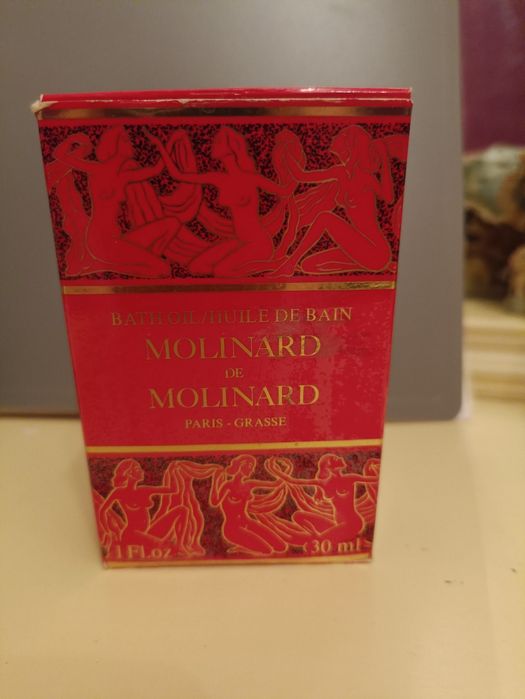 BATH OIL/HUILE DE BAIN
MOLINARD
DE
MOLINARD
PARIS - GRASSE
1 Fl.oz 30 ml